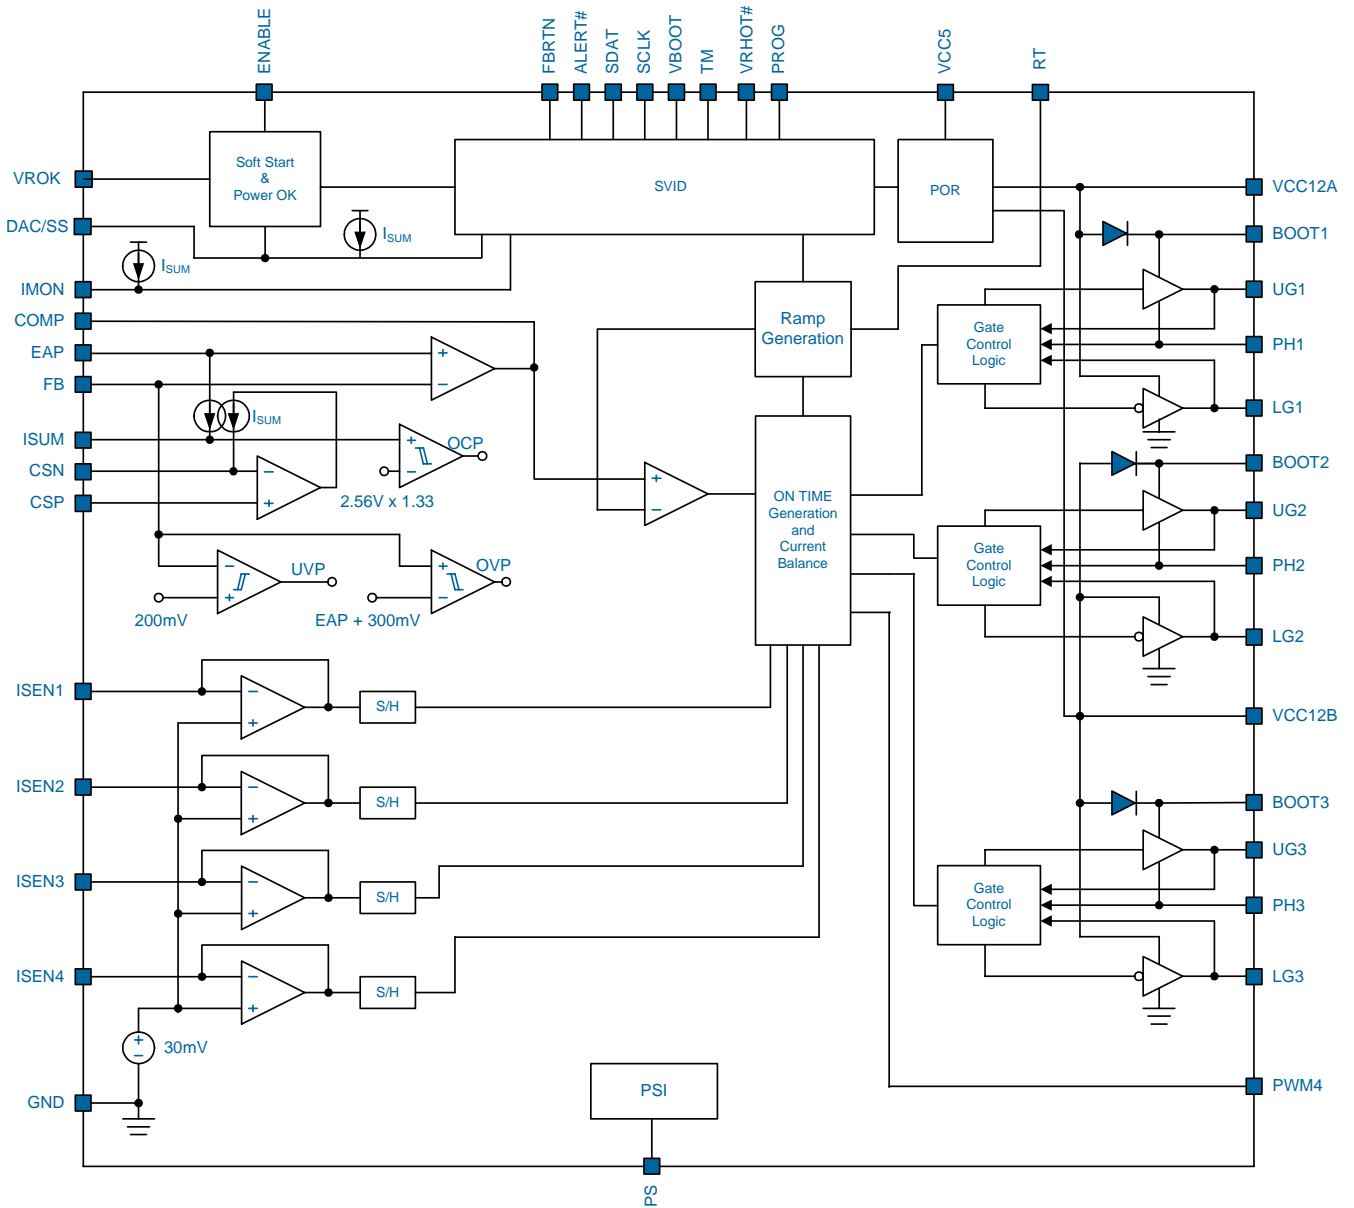 ENABLE
FBRTN
ALERT#
SDAT
SCLK
VBOOT
TM
VRHOT#
PROG
VCC5
RT
VROK
DAC/SS
IMON
COMP
EAP
FB
ISUM
CSN
CSP
ISEN1
ISEN2
ISEN3
ISEN4
GND
Soft Start
&
Power OK
SVID
POR
ISUM
ISUM
ISUM
Ramp
Generation
+
−
+
−
OCP
2.56V x 1.33
−
+
−
+
UVP
200mV
+
−
OVP
EAP + 300mV
+
−
ON TIME
Generation
and
Current
Balance
−
+
S/H
−
+
S/H
−
+
S/H
−
+
S/H
+
−
30mV
PSI
PS
Gate
Control
Logic
Gate
Control
Logic
Gate
Control
Logic
VCC12A
BOOT1
UG1
PH1
LG1
BOOT2
UG2
PH2
LG2
VCC12B
BOOT3
UG3
PH3
LG3
PWM4